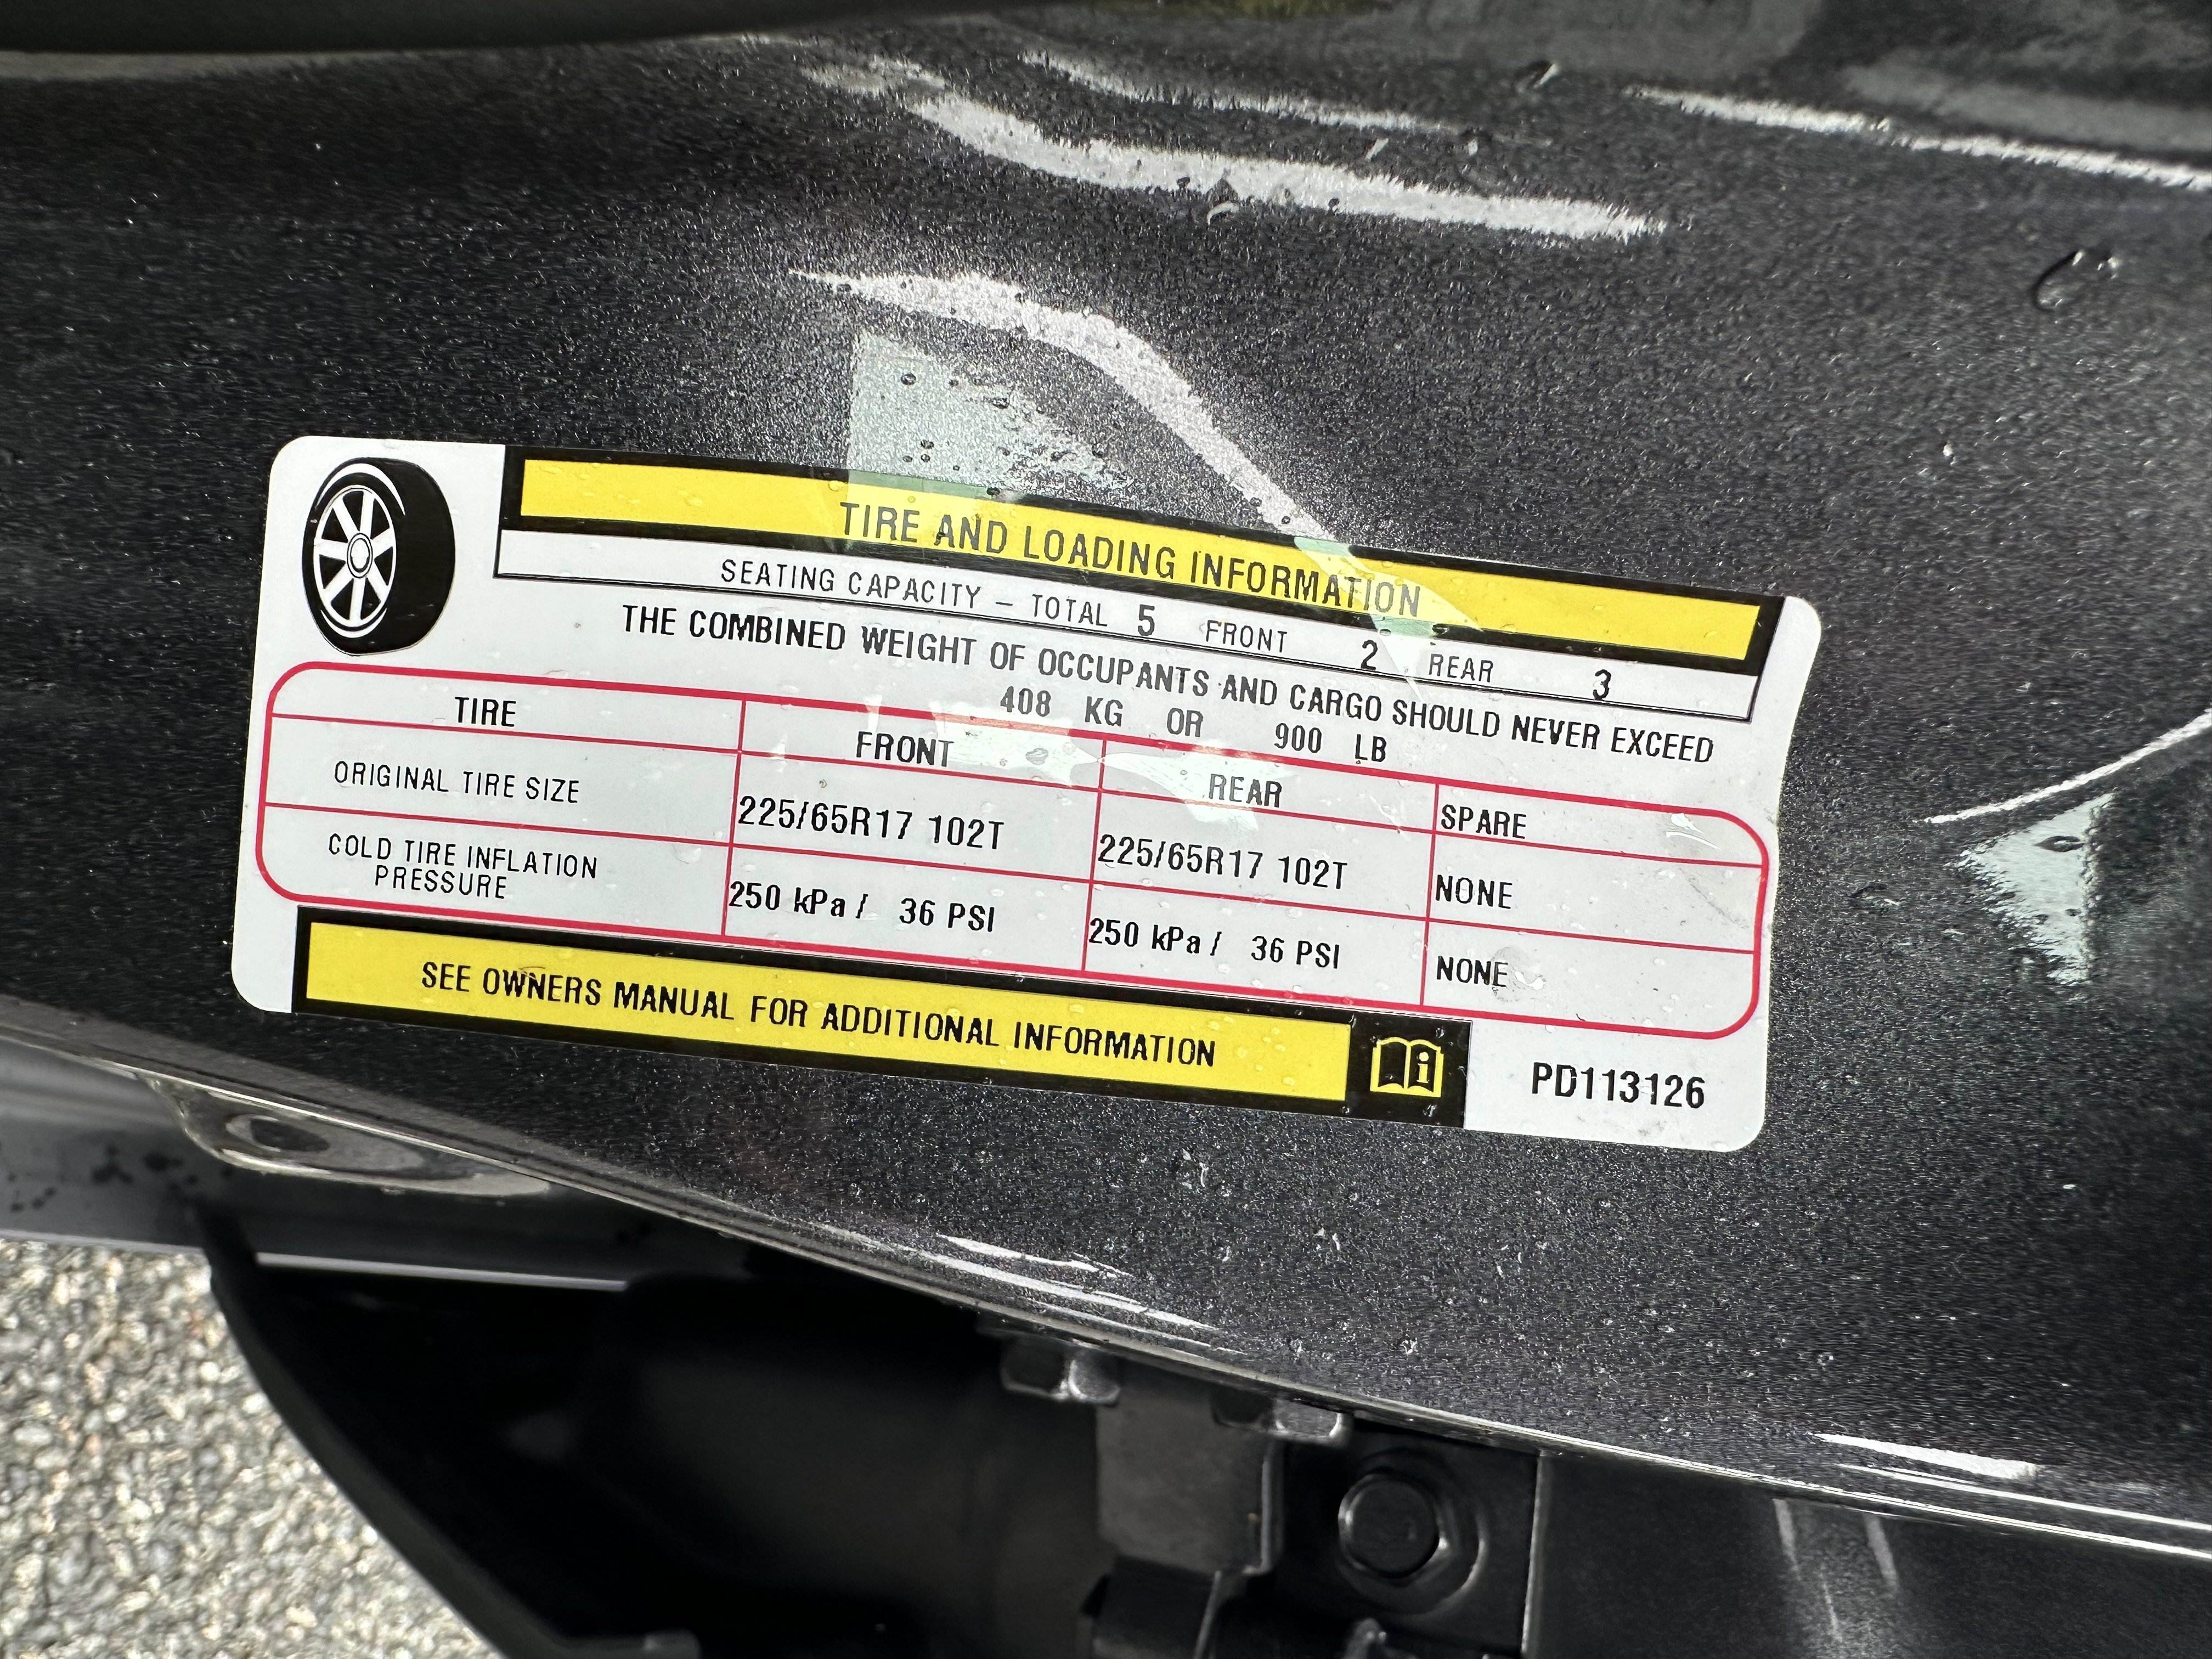 TIRE AND LOADING INFORMATION
SEATING CAPACITY – TOTAL 5 FRONT 2 REAR 3
THE COMBINED WEIGHT OF OCCUPANTS AND CARGO SHOULD NEVER EXCEED
408 KG OR 900 LB
TIRE FRONT REAR SPARE
ORIGINAL TIRE SIZE 225/65R17 102T 225/65R17 102T NONE
COLD TIRE INFLATION
PRESSURE 250 kPa / 36 PSI 250 kPa / 36 PSI NONE
SEE OWNERS MANUAL FOR ADDITIONAL INFORMATION
PD113126